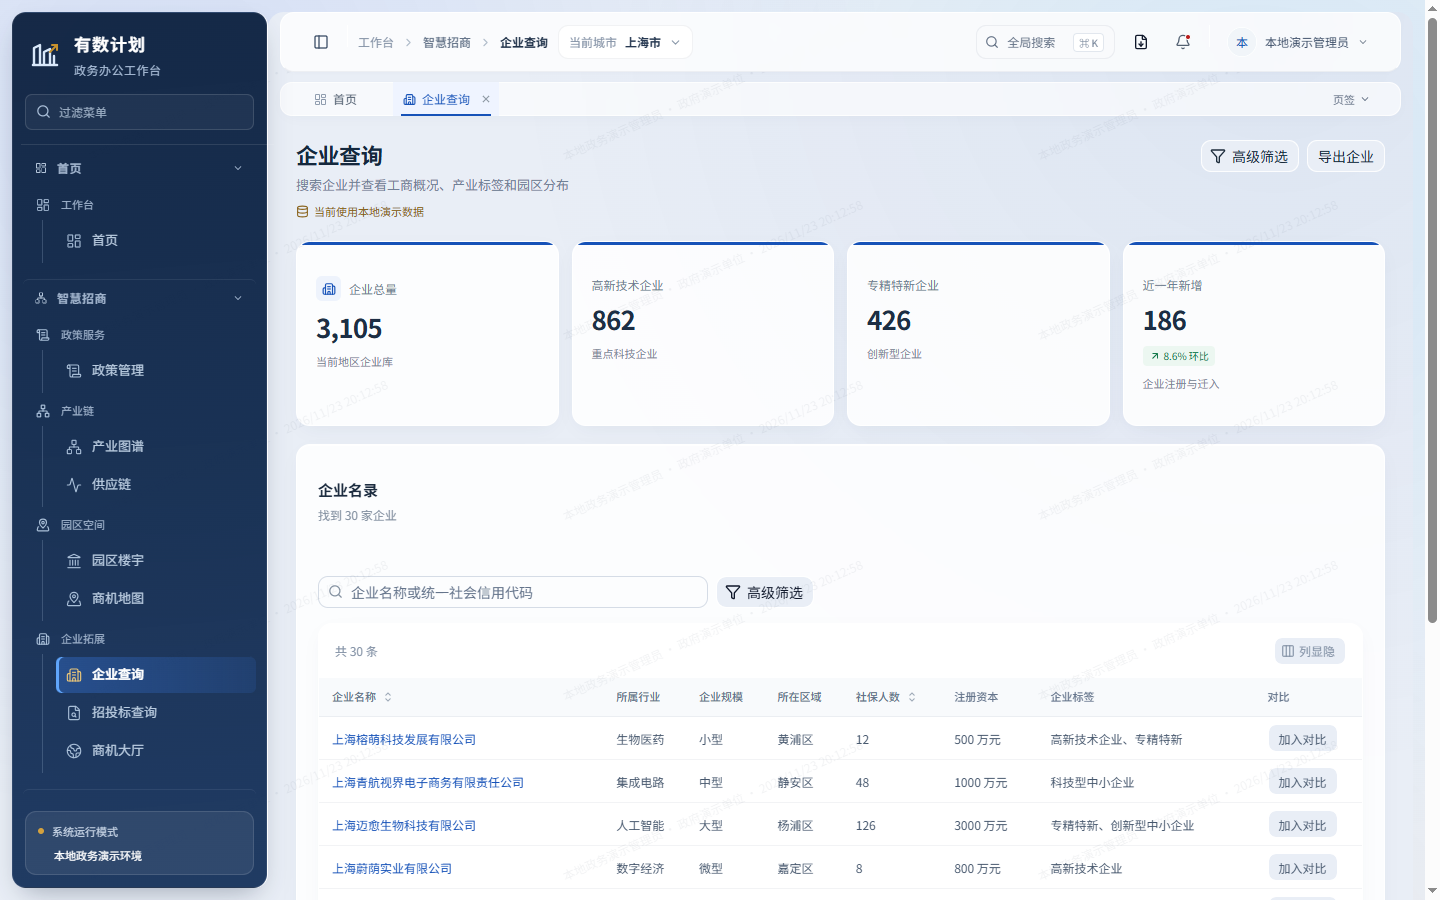 有数计划
政务办公工作台
过滤菜单
首页
工作台
首页
智慧招商
政策服务
政策管理
产业链
产业图谱
供应链
园区空间
园区楼宇
商机地图
企业拓展
企业查询
招投标查询
商机大厅
系统运行模式
本地政务演示环境
工作台
智慧招商
企业查询
当前城市 上海市
全局搜索 ⌘K
本 本地演示管理员
首页
企业查询
页签
企业查询
搜索企业并查看工商概况、产业标签和园区分布
当前使用本地演示数据
高级筛选
导出企业
企业总量
3,105
当前地区企业库
高新技术企业
862
重点科技企业
专精特新企业
426
创新型企业
近一年新增
186
8.6% 环比
企业注册与迁入
企业名录
找到 30 家企业
企业名称或统一社会信用代码
高级筛选
共 30 条
列显隐
企业名称 所属行业 企业规模 所在区域 社保人数 注册资本 企业标签 对比
上海榕萌科技发展有限公司 生物医药 小型 黄浦区 12 500 万元 高新技术企业、专精特新 加入对比
上海青航视界电子商务有限责任公司 集成电路 中型 静安区 48 1000 万元 科技型中小企业 加入对比
上海迈愈生物科技有限公司 人工智能 大型 杨浦区 126 3000 万元 专精特新、创新型中小企业 加入对比
上海蔚荫实业有限公司 数字经济 微型 嘉定区 8 800 万元 高新技术企业 加入对比
本地政务演示管理员 · 政府演示单位 · 2026/11/23 20:12:58